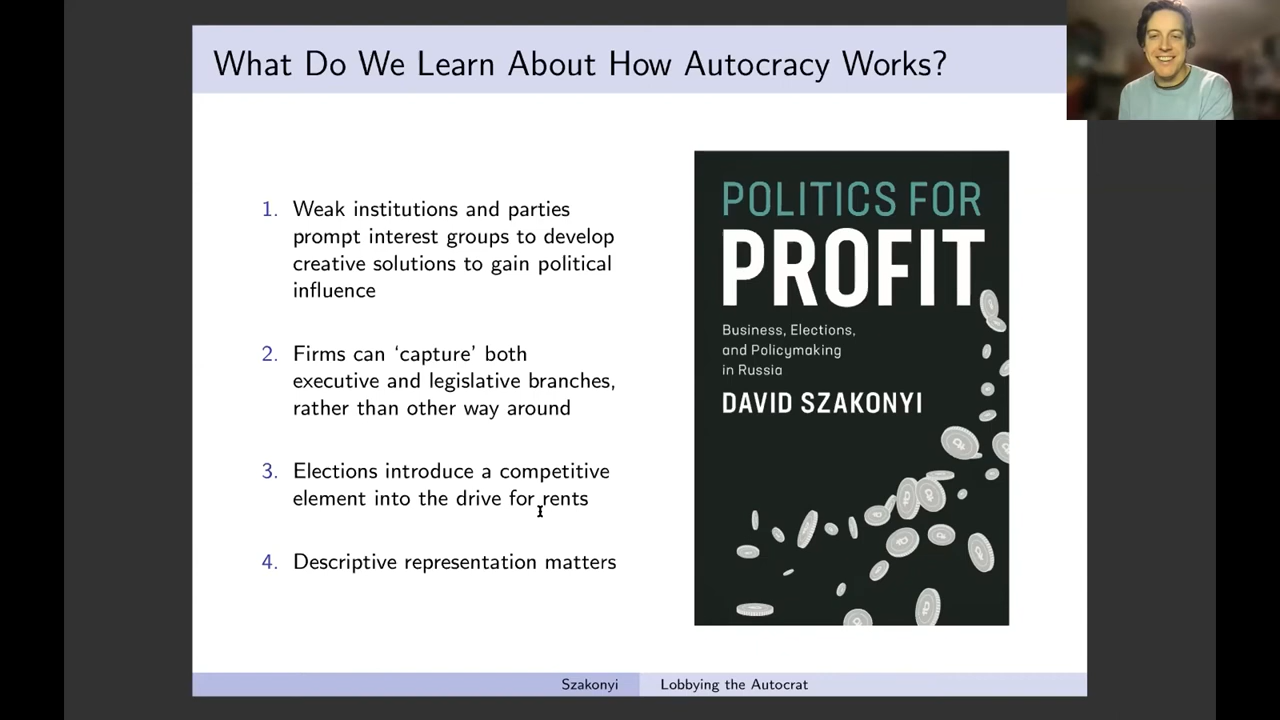 What Do We Learn About How Autocracy Works?
1. Weak institutions and parties
prompt interest groups to develop
creative solutions to gain political
influence
2. Firms can ‘capture’ both
executive and legislative branches,
rather than other way around
3. Elections introduce a competitive
element into the drive for rents
4. Descriptive representation matters
POLITICS FOR
PROFIT
Business, Elections,
and Policymaking
in Russia
DAVID SZAKONYI
Szakonyi
Lobbying the Autocrat